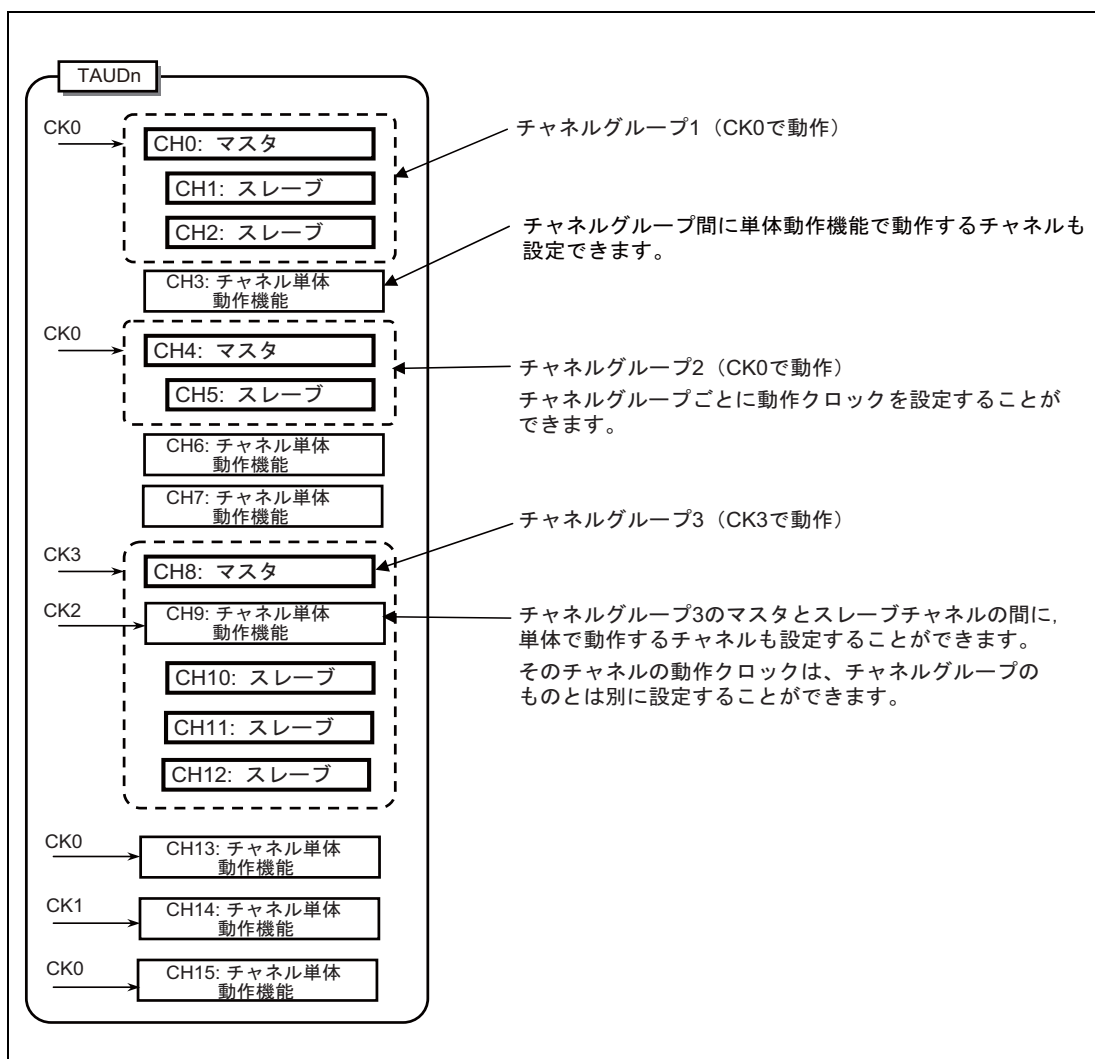 TAUDn
CK0
CH0: マスタ
CH1: スレーブ
CH2: スレーブ
チャネルグループ1（CK0で動作）
CH3: チャネル単体
動作機能
チャネルグループ間に単体動作機能で動作するチャネルも
設定できます。
CK0
CH4: マスタ
CH5: スレーブ
チャネルグループ2（CK0で動作）
チャネルグループごとに動作クロックを設定することが
できます。
CH6: チャネル単体
動作機能
CH7: チャネル単体
動作機能
CK3
CH8: マスタ
チャネルグループ3（CK3で動作）
CK2
CH9: チャネル単体
動作機能
チャネルグループ3のマスタとスレーブチャネルの間に,
単体で動作するチャネルも設定することができます。
そのチャネルの動作クロックは、チャネルグループの
ものとは別に設定することができます。
CH10: スレーブ
CH11: スレーブ
CH12: スレーブ
CK0
CH13: チャネル単体
動作機能
CK1
CH14: チャネル単体
動作機能
CK0
CH15: チャネル単体
動作機能